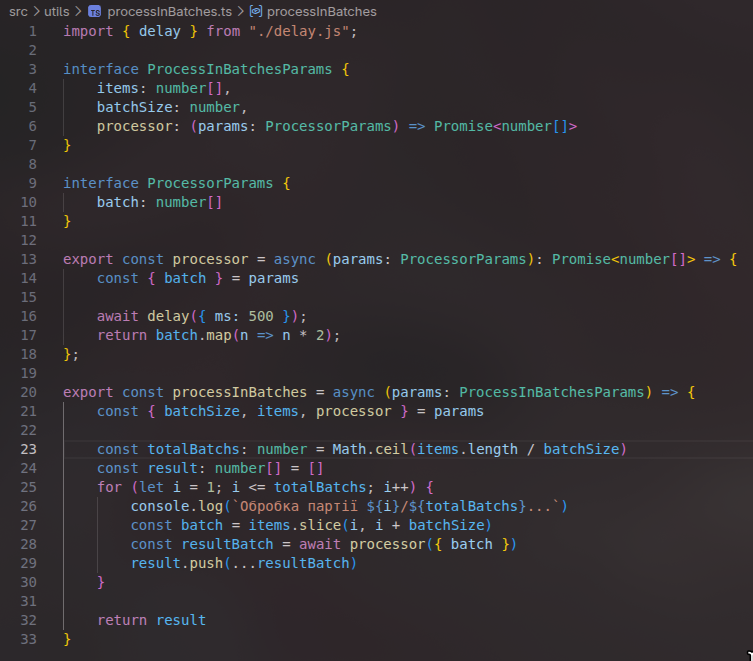 src > utils > TS processInBatches.ts > processInBatches
1 import { delay } from "./delay.js";
2
3 interface ProcessInBatchesParams {
4     items: number[],
5     batchSize: number,
6     processor: (params: ProcessorParams) => Promise<number[]>
7 }
8
9 interface ProcessorParams {
10     batch: number[]
11 }
12
13 export const processor = async (params: ProcessorParams): Promise<number[]> => {
14     const { batch } = params
15
16     await delay({ ms: 500 });
17     return batch.map(n => n * 2);
18 };
19
20 export const processInBatches = async (params: ProcessInBatchesParams) => {
21     const { batchSize, items, processor } = params
22
23     const totalBatchs: number = Math.ceil(items.length / batchSize)
24     const result: number[] = []
25     for (let i = 1; i <= totalBatchs; i++) {
26         console.log(`Обробка партії ${i}/${totalBatchs}...`)
27         const batch = items.slice(i, i + batchSize)
28         const resultBatch = await processor({ batch })
29         result.push(...resultBatch)
30     }
31
32     return result
33 }